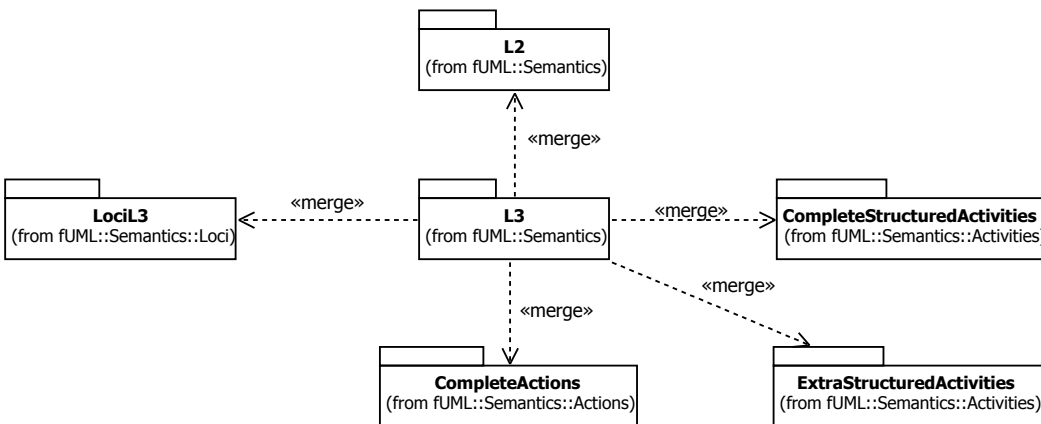 L2
(from fUML::Semantics)
«merge»
LociL3
(from fUML::Semantics::Loci)
«merge»
L3
(from fUML::Semantics)
«merge»
CompleteStructuredActivities
(from fUML::Semantics::Activities)
«merge»
«merge»
CompleteActions
(from fUML::Semantics::Actions)
ExtraStructuredActivities
(from fUML::Semantics::Activities)